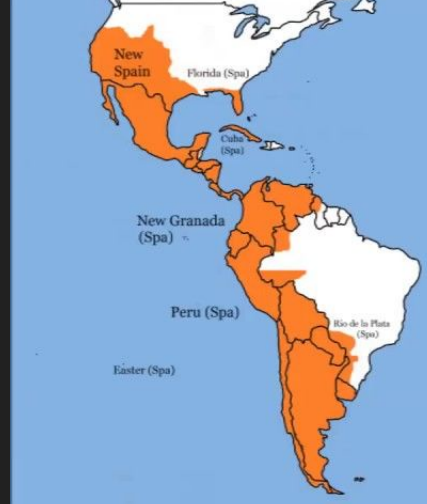 New
Spain
Florida (Spa)
Cuba
(Spa)
New Granada
(Spa)
Peru (Spa)
Rio de la Plata
(Spa)
Easter (Spa)